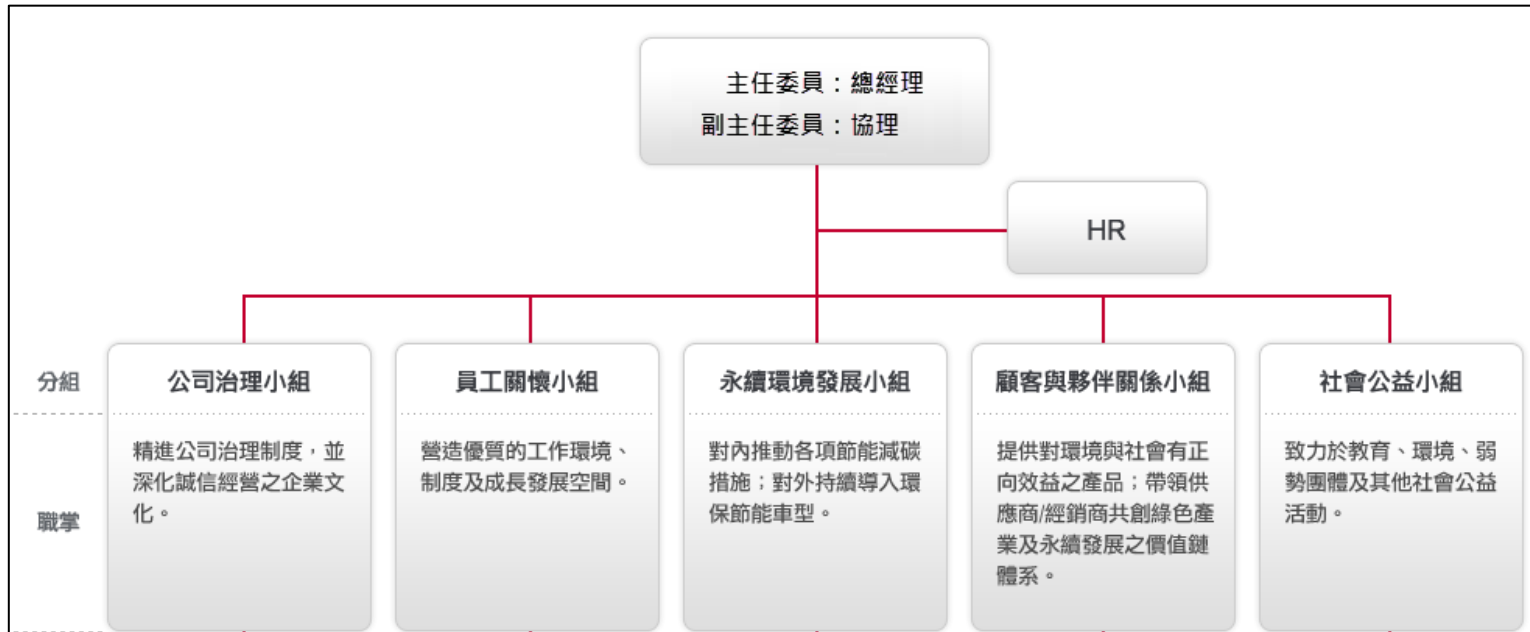 主任委員：總經理
副主任委員：協理
HR
分組
公司治理小組
員工關懷小組
永續環境發展小組
顧客與夥伴關係小組
社會公益小組
職掌
精進公司治理制度，並
深化誠信經營之企業文
化。
營造優質的工作環境、
制度及成長發展空間。
對內推動各項節能減碳
措施；對外持續導入環
保節能車型。
提供對環境與社會有正
向效益之產品；帶領供
應商/經銷商共創綠色產
業及永續發展之價值鏈
體系。
致力於教育、環境、弱
勢團體及其他社會公益
活動。